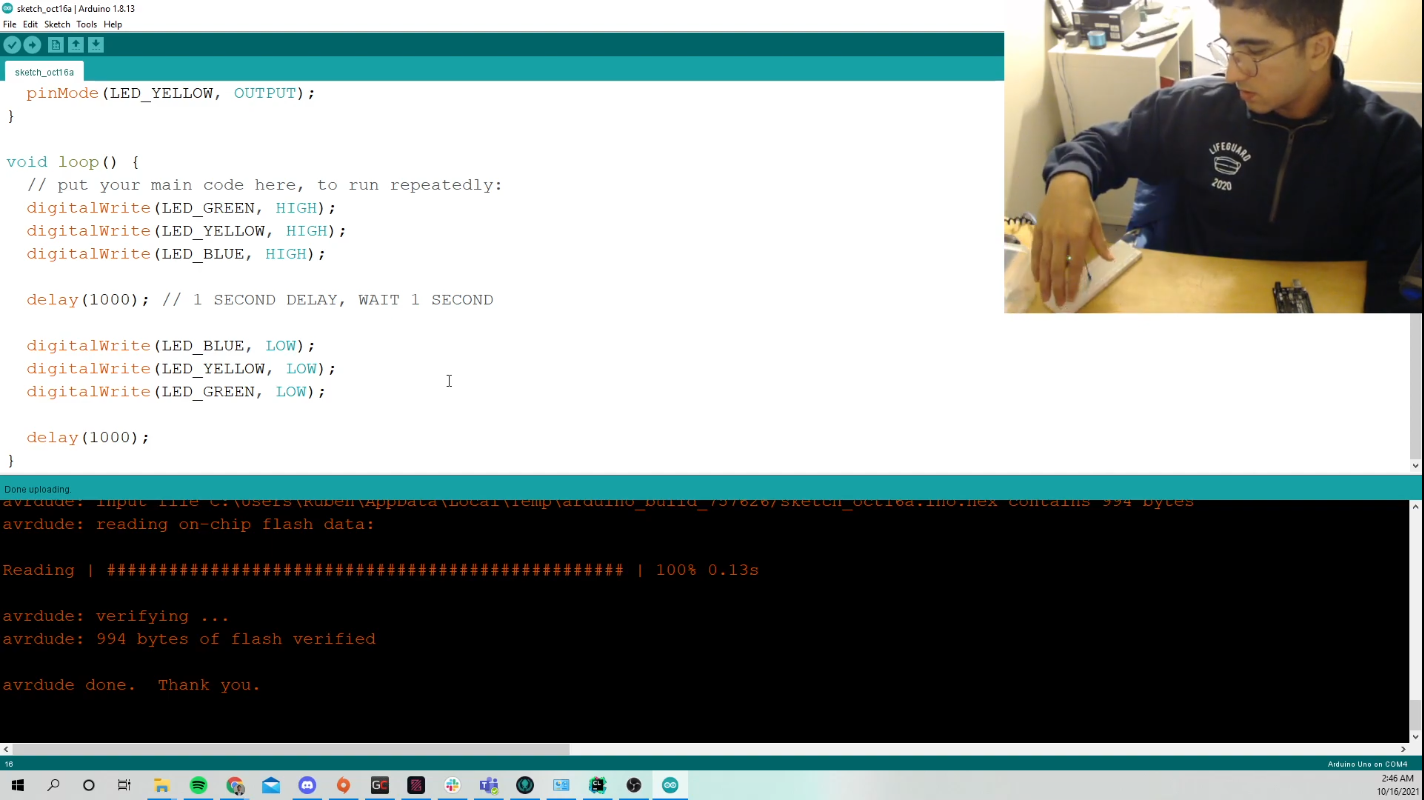 sketch_oct16a | Arduino 1.8.13
File Edit Sketch Tools Help
sketch_oct16a
pinMode(LED_YELLOW, OUTPUT);
}
void loop() {
// put your main code here, to run repeatedly:
digitalWrite(LED_GREEN, HIGH);
digitalWrite(LED_YELLOW, HIGH);
digitalWrite(LED_BLUE, HIGH);
delay(1000); // 1 SECOND DELAY, WAIT 1 SECOND
digitalWrite(LED_BLUE, LOW);
digitalWrite(LED_YELLOW, LOW);
digitalWrite(LED_GREEN, LOW);
delay(1000);
}
LIFEGUARD
2020
Done uploading.
avrdude: input file C:\Users\Ruben\AppData\Local\Temp\arduino_build_757626/sketch_oct16a.ino.hex contains 994 bytes
avrdude: reading on-chip flash data:
Reading | ################################################## | 100% 0.13s
avrdude: verifying ...
avrdude: 994 bytes of flash verified
avrdude done.  Thank you.
16
Arduino Uno on COM4
GC
CL
2:46 AM
10/16/2021